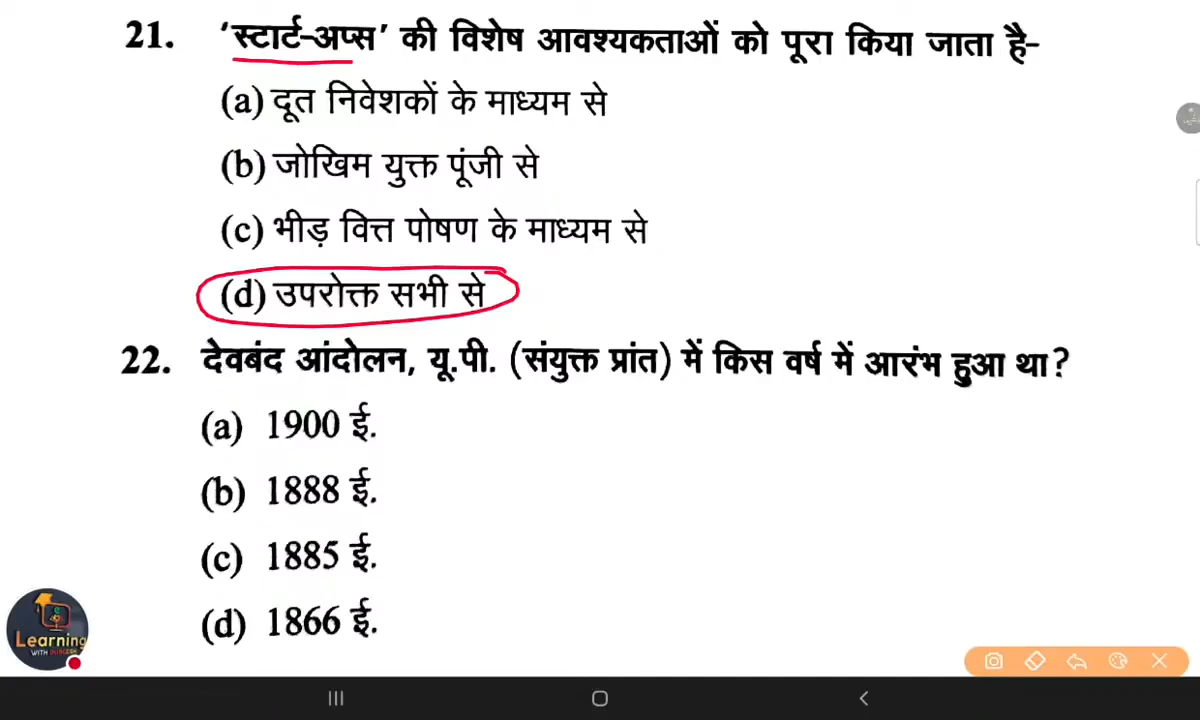 21. 'स्टार्ट-अप्स' की विशेष आवश्यकताओं को पूरा किया जाता है-
(a) दूत निवेशकों के माध्यम से
(b) जोखिम युक्त पूंजी से
(c) भीड़ वित्त पोषण के माध्यम से
(d) उपरोक्त सभी से
22. देवबंद आंदोलन, यू.पी. (संयुक्त प्रांत) में किस वर्ष में आरंभ हुआ था?
(a) 1900 ई.
(b) 1888 ई.
(c) 1885 ई.
(d) 1866 ई.
Learning